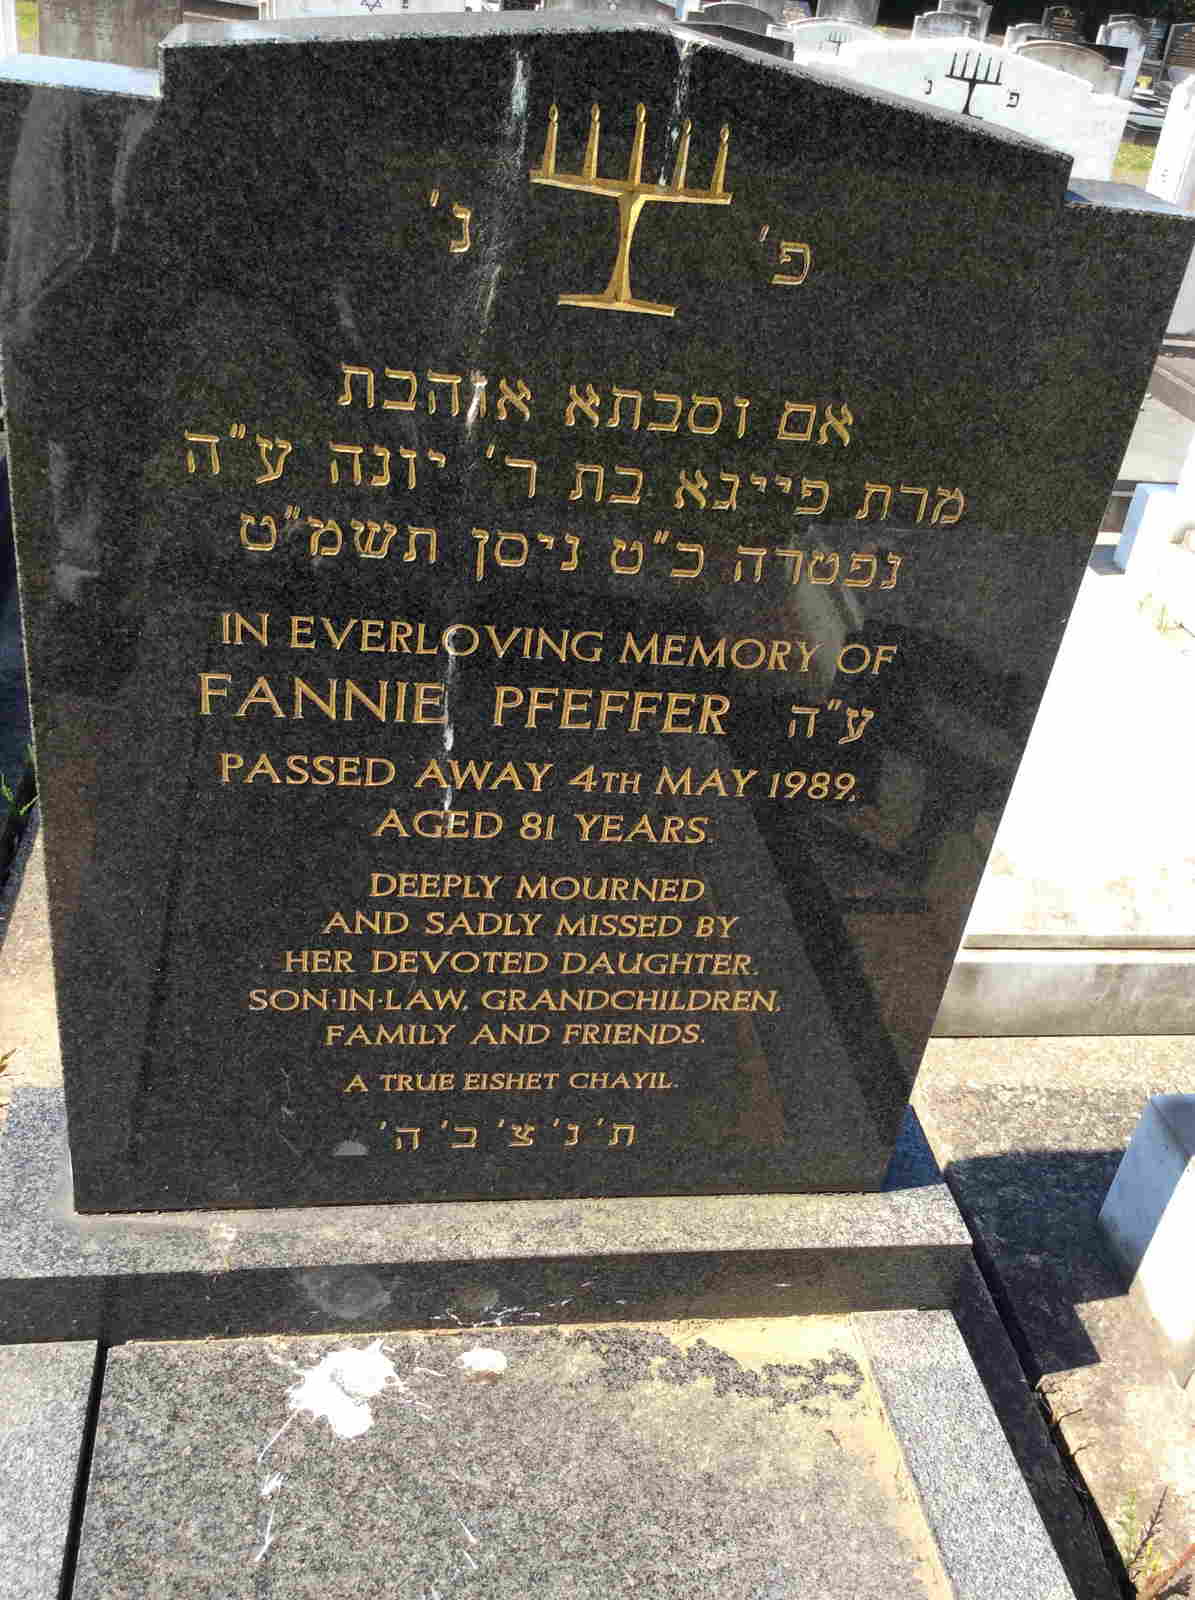 פ' נ'
אם וסבתא אוהבת
מרת פייגא בת ר' יונה ע"ה
נפטרה כ"ט ניסן תשמ"ט
IN EVERLOVING MEMORY OF
FANNIE PFEFFER ע"ה
PASSED AWAY 4TH MAY 1989,
AGED 81 YEARS.
DEEPLY MOURNED
AND SADLY MISSED BY
HER DEVOTED DAUGHTER,
SON·IN·LAW, GRANDCHILDREN,
FAMILY AND FRIENDS.
A TRUE EISHET CHAYIL.
ת' נ' צ' ב' ה'
פ' נ'